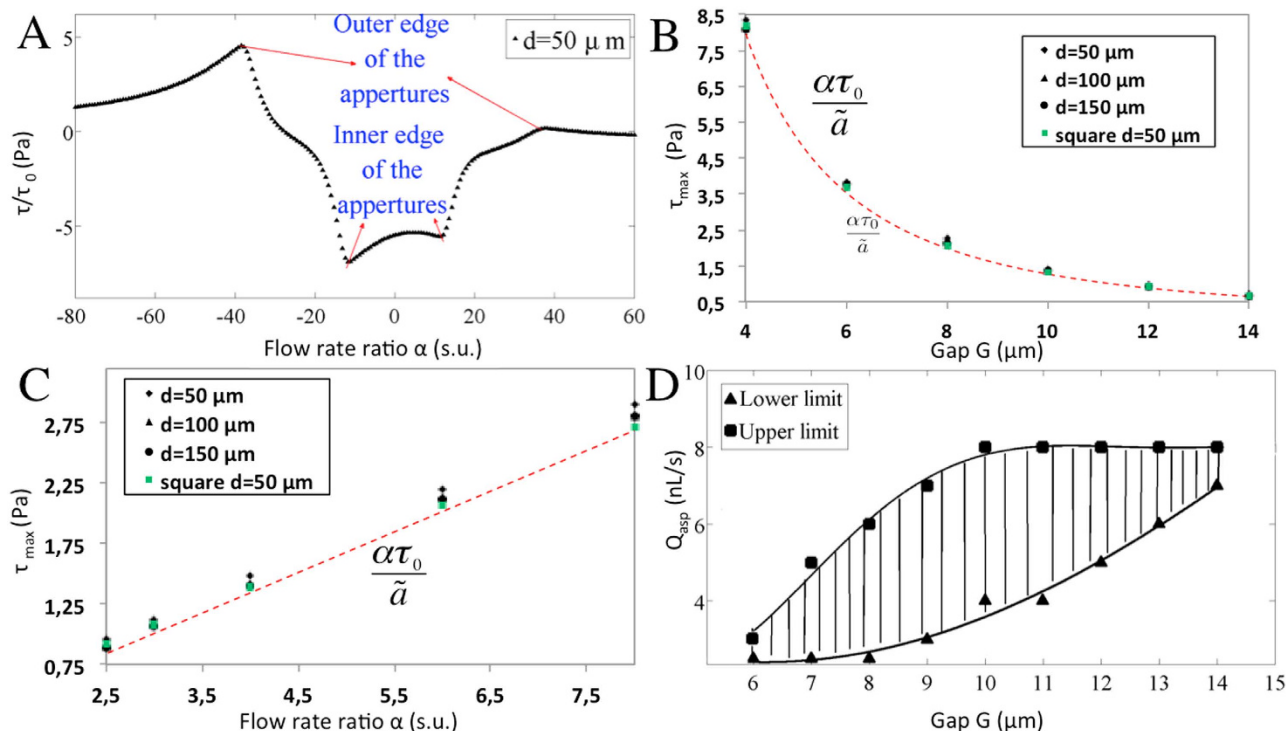 A
5
0
-5
τ/τ₀ (Pa)
Outer edge
of the
appertures
Inner edge
of the
appertures
d=50 μ m
-80 -60 -40 -20 0 20 40 60
Flow rate ratio α (s.u.)
B
8,5
7,5
6,5
5,5
4,5
3,5
2,5
1,5
0,5
τmax (Pa)
ατ₀
ã
ατ₀
ã
d=50 μm
d=100 μm
d=150 μm
square d=50 μm
4 6 8 10 12 14
Gap G (μm)
C
2,75
2,25
1,75
1,25
0,75
τmax (Pa)
d=50 μm
d=100 μm
d=150 μm
square d=50 μm
ατ₀
ã
2,5 3,5 4,5 5,5 6,5 7,5
Flow rate ratio α (s.u.)
D
10
8
6
4
Qasp (nL/s)
Lower limit
Upper limit
6 7 8 9 10 11 12 13 14 15
Gap G (μm)